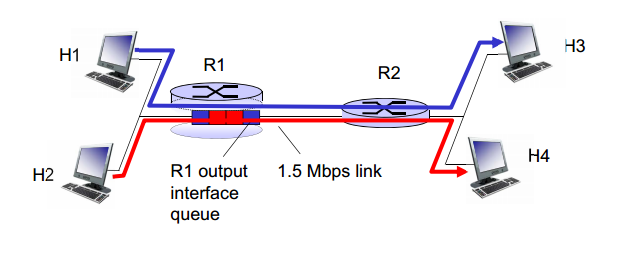 H1
R1
R2
H3
H2
H4
R1 output
interface
queue
1.5 Mbps link